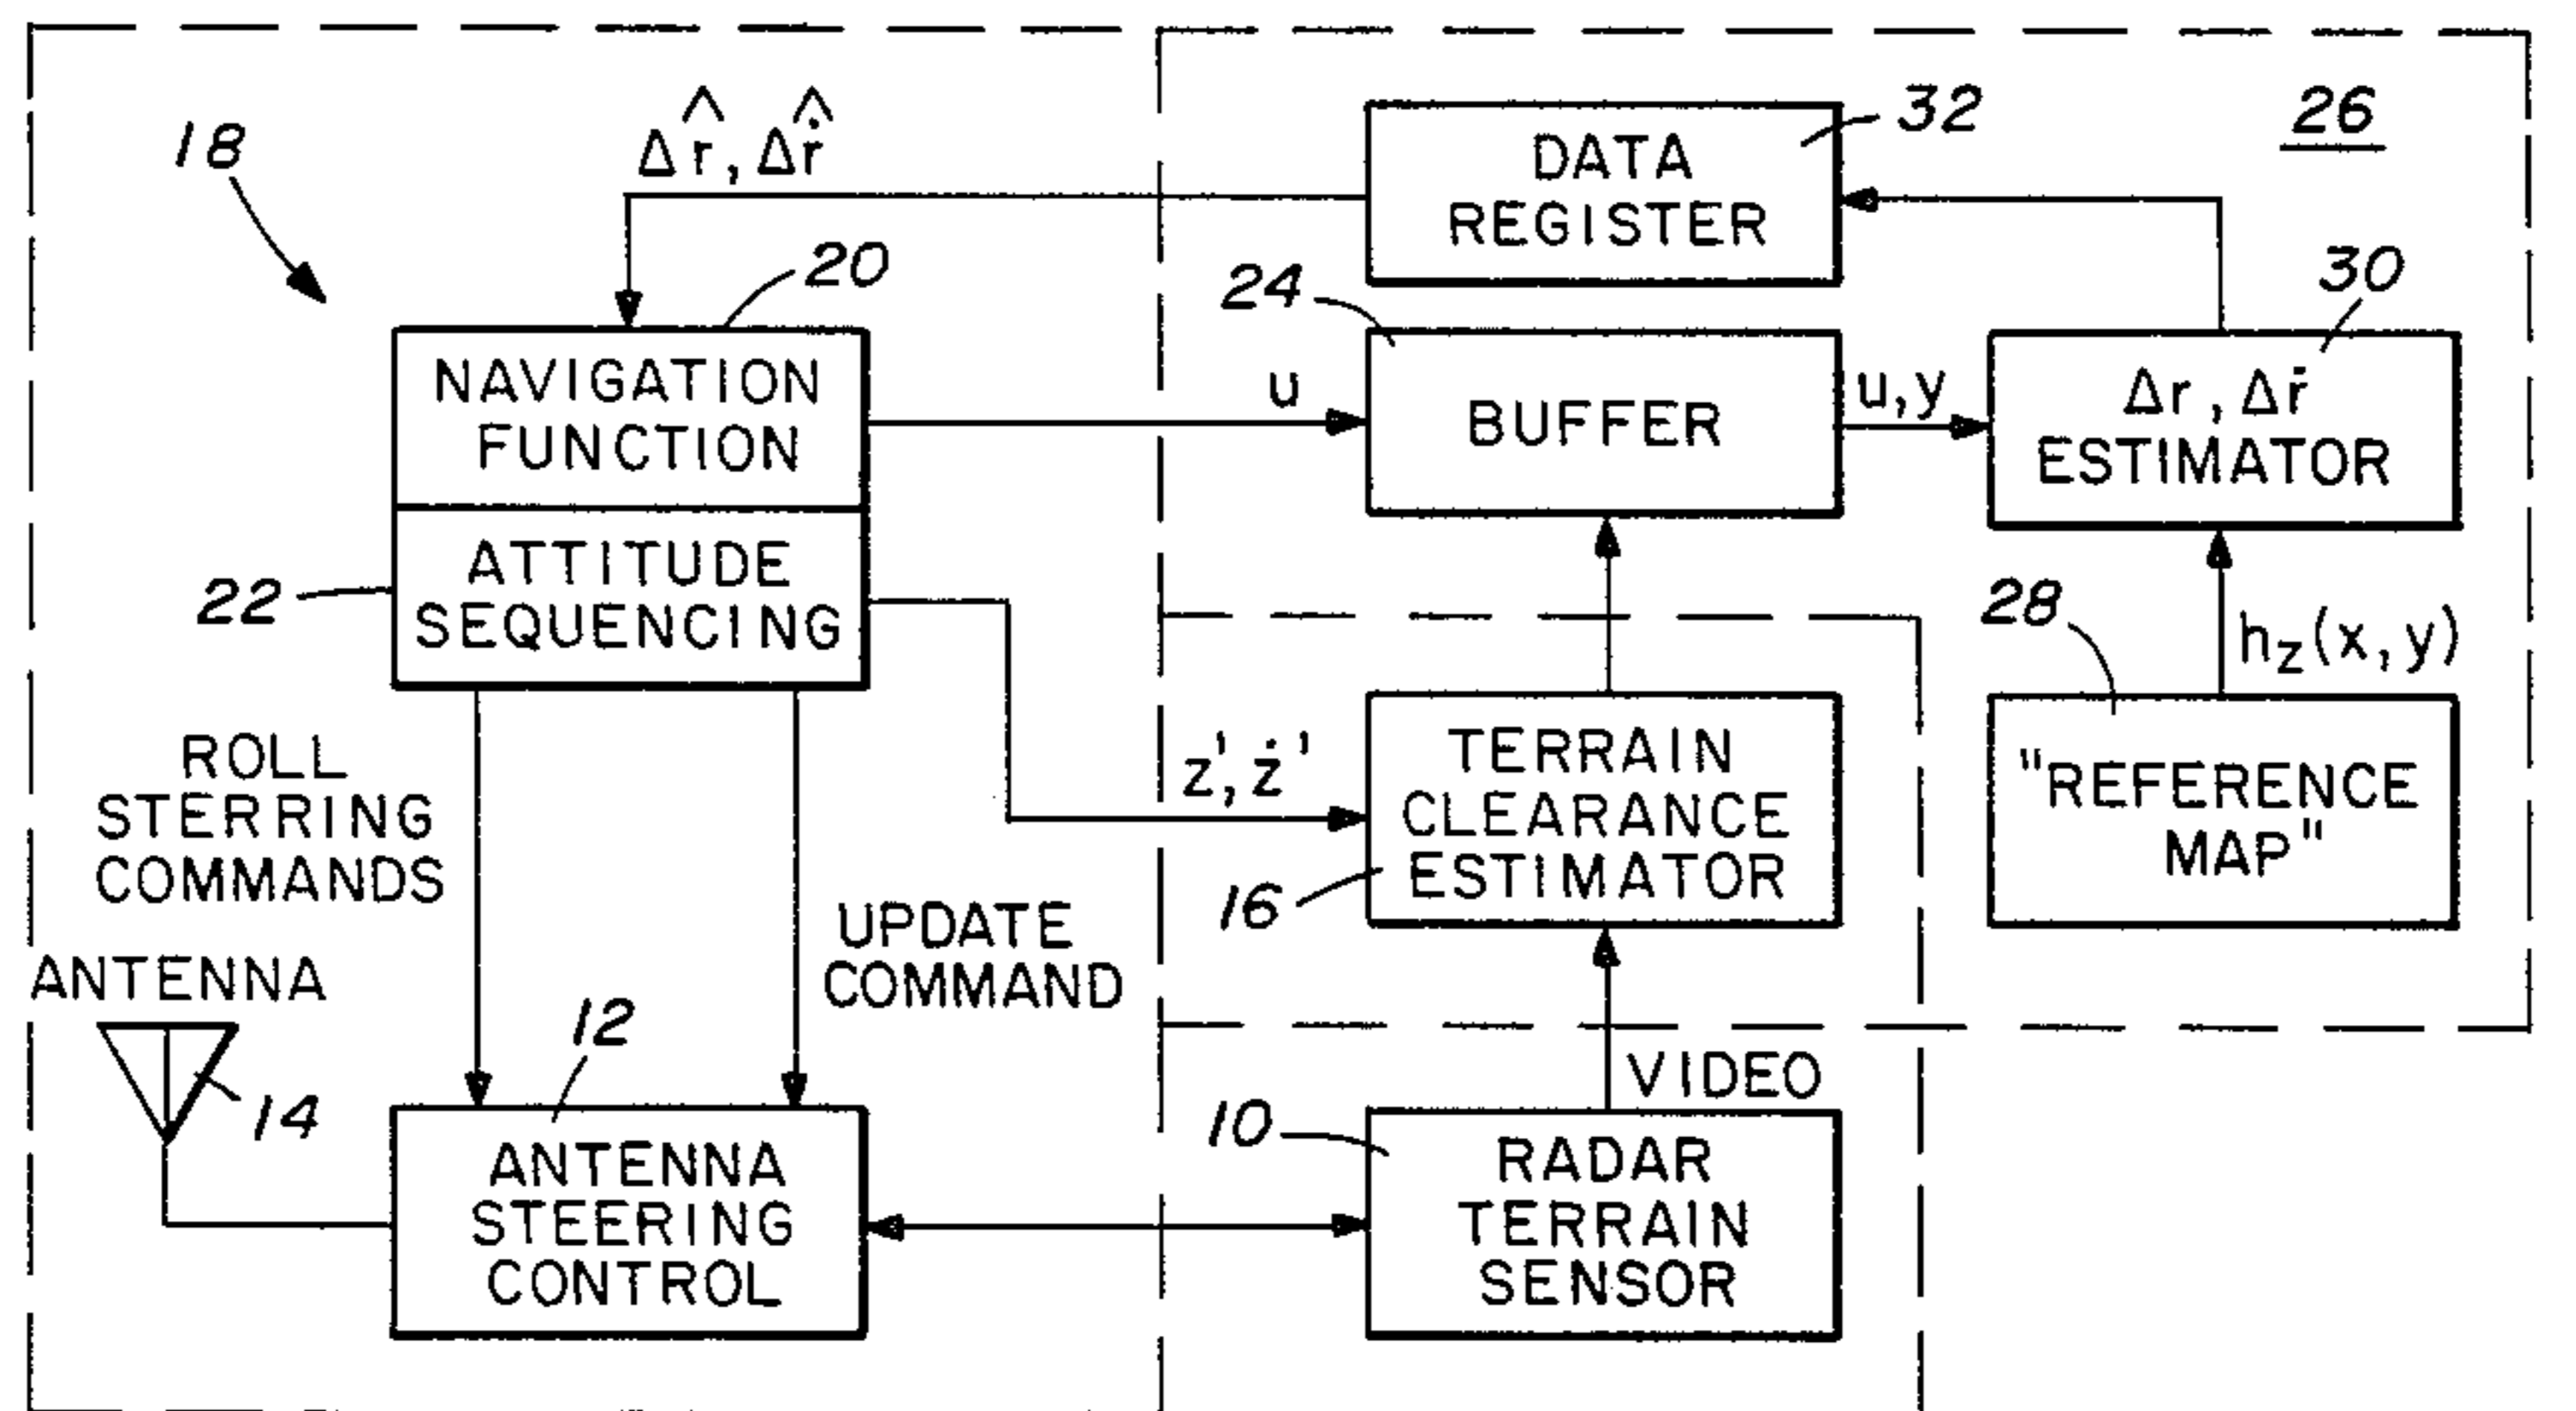 18
Δr̂, Δṙ̂
DATA
REGISTER
32
26
20
NAVIGATION
FUNCTION
u
24
BUFFER
u,y
30
Δr, Δṙ
ESTIMATOR
22
ATTITUDE
SEQUENCING
z', ż'
28
h_z(x,y)
"REFERENCE
MAP"
TERRAIN
CLEARANCE
ESTIMATOR
16
ROLL
STERRING
COMMANDS
UPDATE
COMMAND
ANTENNA
14
12
ANTENNA
STEERING
CONTROL
VIDEO
10
RADAR
TERRAIN
SENSOR